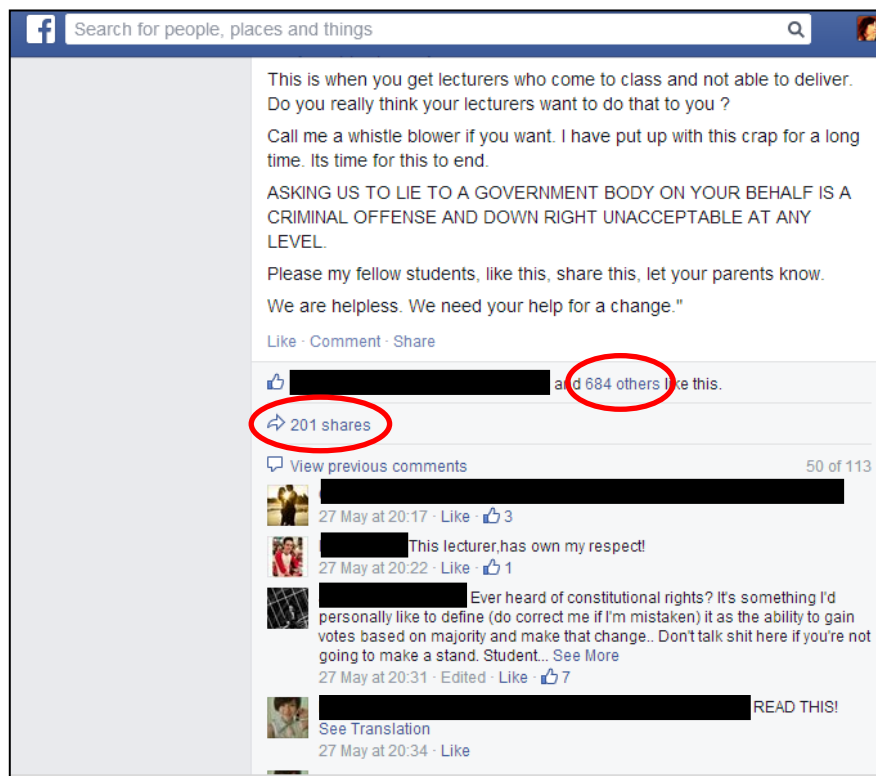 f Search for people, places and things
This is when you get lecturers who come to class and not able to deliver.
Do you really think your lecturers want to do that to you ?
Call me a whistle blower if you want. I have put up with this crap for a long
time. Its time for this to end.
ASKING US TO LIE TO A GOVERNMENT BODY ON YOUR BEHALF IS A
CRIMINAL OFFENSE AND DOWN RIGHT UNACCEPTABLE AT ANY
LEVEL.
Please my fellow students, like this, share this, let your parents know.
We are helpless. We need your help for a change."
Like · Comment · Share
and 684 others like this.
201 shares
View previous comments 50 of 113
27 May at 20:17 · Like · 3
This lecturer,has own my respect!
27 May at 20:22 · Like · 1
Ever heard of constitutional rights? It's something I'd
personally like to define (do correct me if I'm mistaken) it as the ability to gain
votes based on majority and make that change.. Don't talk shit here if you're not
going to make a stand. Student... See More
27 May at 20:31 · Edited · Like · 7
READ THIS!
See Translation
27 May at 20:34 · Like